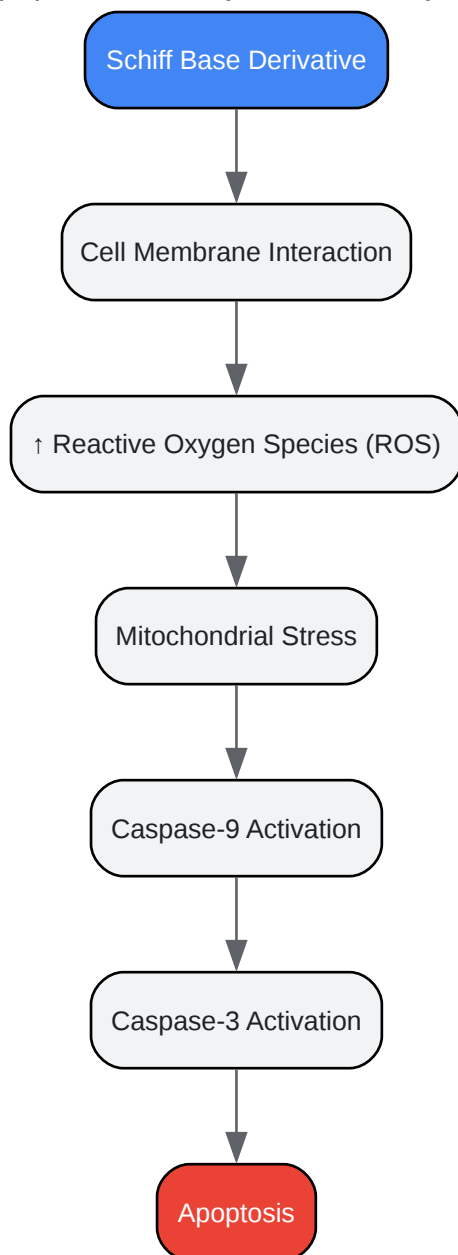 Schiff Base Derivative
Cell Membrane Interaction
↑ Reactive Oxygen Species (ROS)
Mitochondrial Stress
Caspase-9 Activation
Caspase-3 Activation
Apoptosis